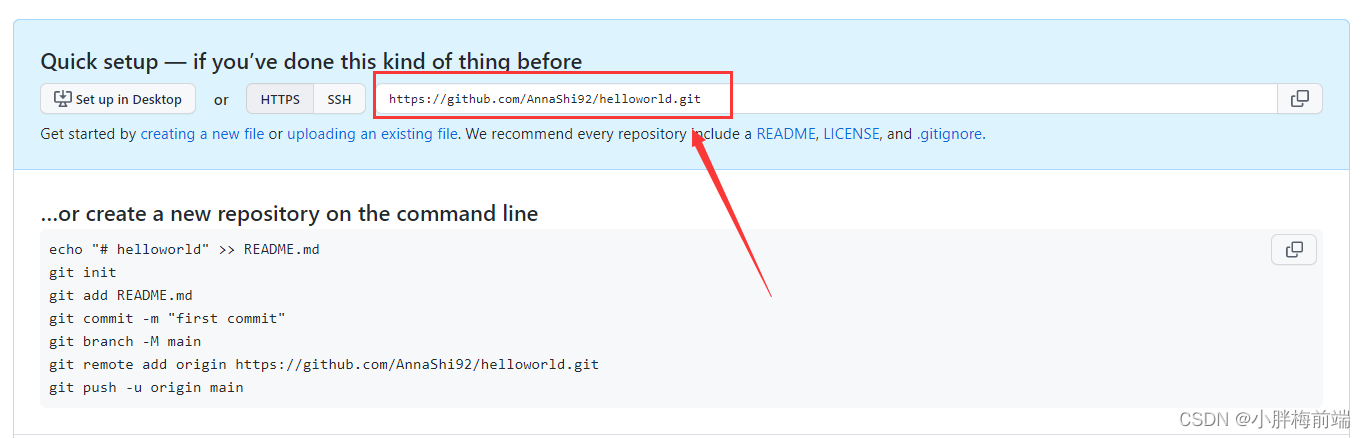 Quick setup — if you've done this kind of thing before
Set up in Desktop or HTTPS SSH https://github.com/AnnaShi92/helloworld.git
Get started by creating a new file or uploading an existing file. We recommend every repository include a README, LICENSE, and .gitignore.
...or create a new repository on the command line
echo "# helloworld" >> README.md
git init
git add README.md
git commit -m "first commit"
git branch -M main
git remote add origin https://github.com/AnnaShi92/helloworld.git
git push -u origin main
CSDN @小胖梅前端